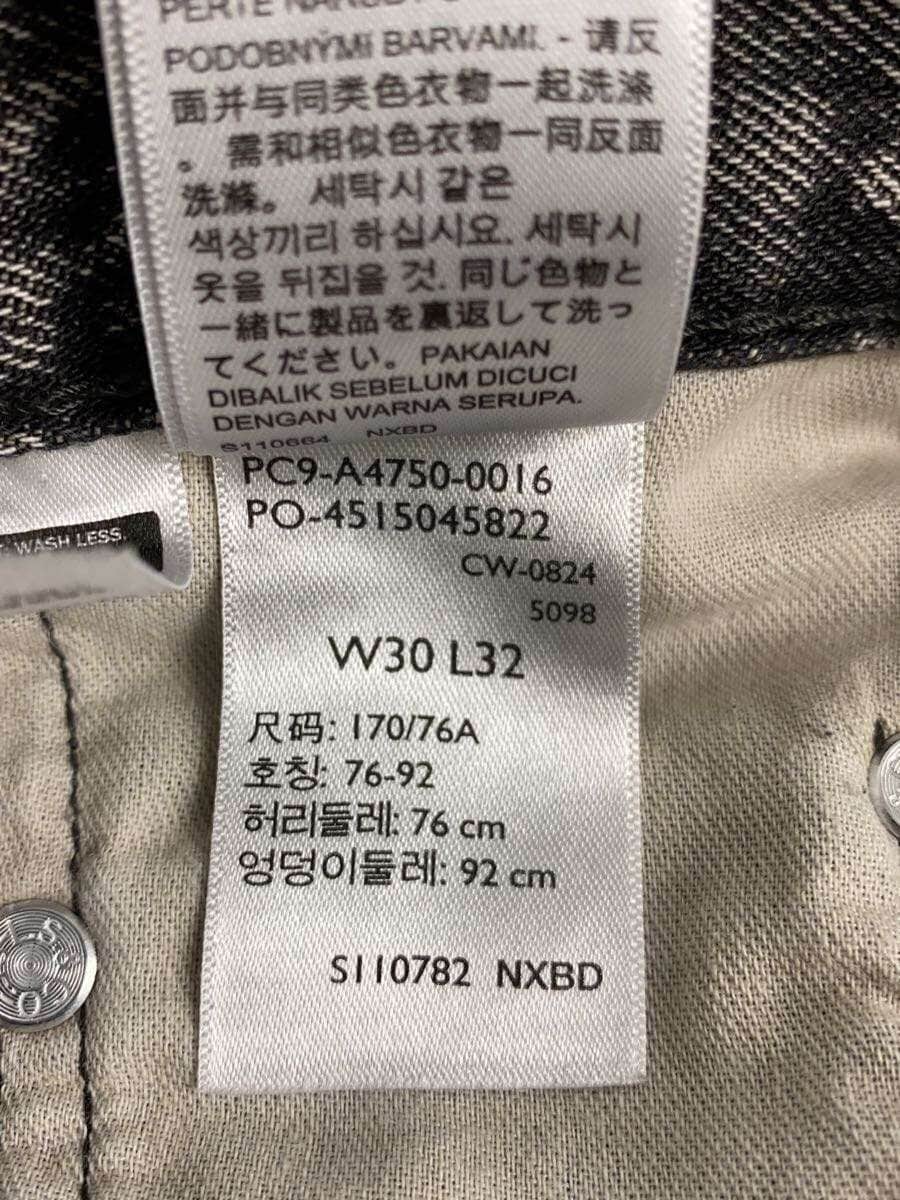 PERTE
PODOBNÝMI BARVAMI. - 请反
面并与同类色衣物一起洗涤
。需和相似色衣物一同反面
洗滌。 세탁시 같은
색상끼리 하십시요. 세탁시
옷을 뒤집을 것. 同じ色物と
一緒に製品を裏返して洗っ
てください。PAKAIAN
DIBALIK SEBELUM DICUCI
DENGAN WARNA SERUPA.
S110664 NXBD
PC9-A4750-0016
PO-4515045822
CW-0824
5098
W30 L32
尺码: 170/76A
호칭: 76-92
허리둘레: 76 cm
엉덩이둘레: 92 cm
S110782 NXBD
WASH LESS.